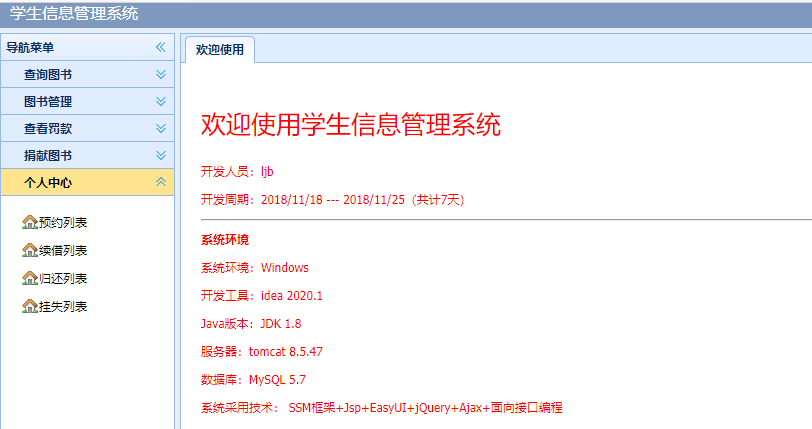 学生信息管理系统
导航菜单
查询图书
图书管理
查看罚款
捐献图书
个人中心
预约列表
续借列表
归还列表
挂失列表
欢迎使用
欢迎使用学生信息管理系统
开发人员：ljb
开发周期：2018/11/18 --- 2018/11/25（共计7天）
系统环境
系统环境：Windows
开发工具：idea 2020.1
Java版本：JDK 1.8
服务器：tomcat 8.5.47
数据库：MySQL 5.7
系统采用技术： SSM框架+Jsp+EasyUI+jQuery+Ajax+面向接口编程